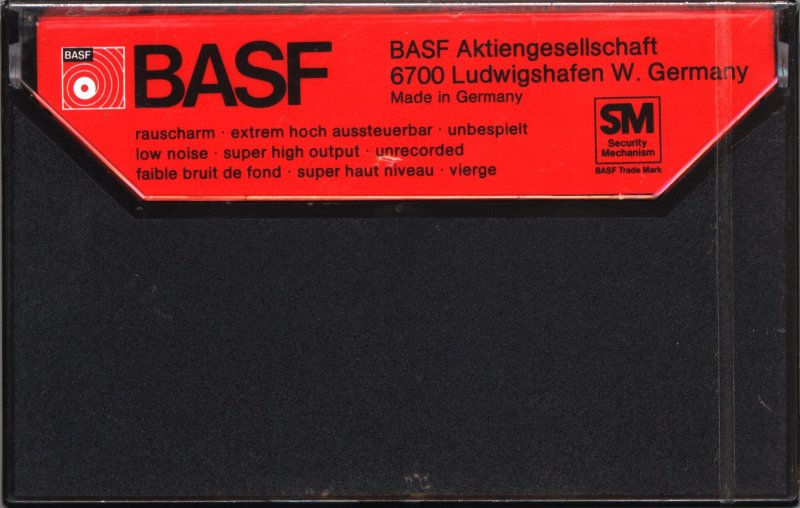 BASF
BASF
BASF Aktiengesellschaft
6700 Ludwigshafen W. Germany
Made in Germany
rauscharm · extrem hoch aussteuerbar · unbespielt
low noise · super high output · unrecorded
faible bruit de fond · super haut niveau · vierge
SM
Security
Mechanism
BASF Trade Mark